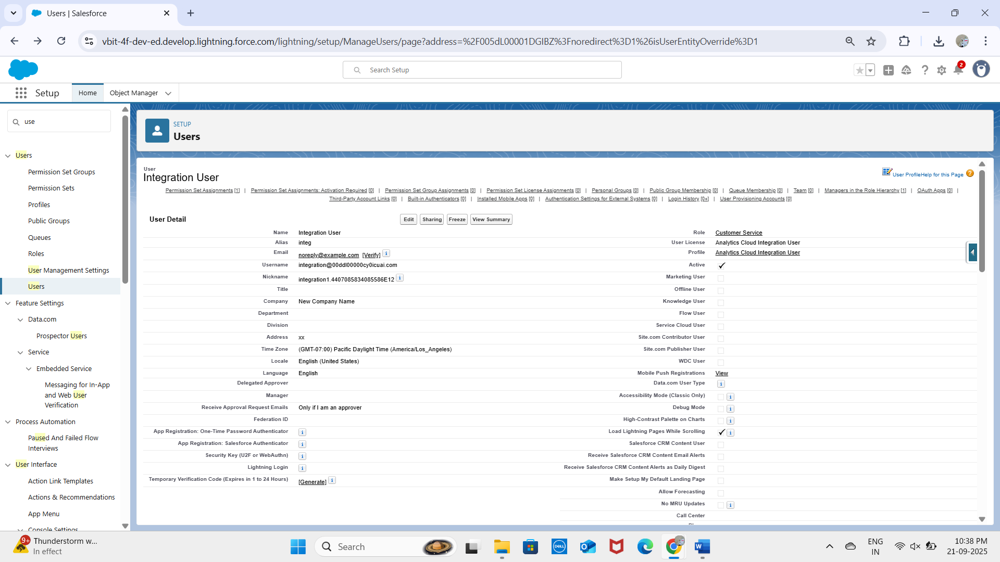 Users | Salesforce
vbit-4f-dev-ed.develop.lightning.force.com/lightning/setup/ManageUsers/page?address=%2F005dL00001DGIBZ%3Fnoredirect%3D1%26isUserEntityOverride%3D1
Search Setup
2
Setup
Home
Object Manager
use
Users
Permission Set Groups
Permission Sets
Profiles
Public Groups
Queues
Roles
User Management Settings
Users
Feature Settings
Data.com
Prospector Users
Service
Embedded Service
Messaging for In-App
and Web User
Verification
Process Automation
Paused And Failed Flow
Interviews
User Interface
Action Link Templates
Actions & Recommendations
App Menu
Console Settings
SETUP
Users
User
Integration User
User Profile Help for this Page ?
Permission Set Assignments [1] | Permission Set Assignments: Activation Required [0] | Permission Set Group Assignments [0] | Permission Set License Assignments [0] | Personal Groups [0] | Public Group Membership [0] | Queue Membership [0] | Team [0] | Managers in the Role Hierarchy [1] | OAuth Apps [0] |
Third-Party Account Links [0] | Built-in Authenticators [0] | Installed Mobile Apps [0] | Authentication Settings for External Systems [0] | Login History [0+] | User Provisioning Accounts [0]
User Detail
Edit Sharing Freeze View Summary
Name Integration User
Alias integ
Email noreply@example.com [Verify] i
Username integration@00ddl00000cy0icuai.com
Nickname integration1.4407085834085586E12 i
Title
Company New Company Name
Department
Division
Address xx
Time Zone (GMT-07:00) Pacific Daylight Time (America/Los_Angeles)
Locale English (United States)
Language English
Delegated Approver
Manager
Receive Approval Request Emails Only if I am an approver
Federation ID
App Registration: One-Time Password Authenticator i
App Registration: Salesforce Authenticator i
Security Key (U2F or WebAuthn) i
Lightning Login i
Temporary Verification Code (Expires in 1 to 24 Hours) [Generate] i
Role Customer Service
User License Analytics Cloud Integration User
Profile Analytics Cloud Integration User
Active
Marketing User
Offline User
Knowledge User
Flow User
Service Cloud User
Site.com Contributor User
Site.com Publisher User
WDC User
Mobile Push Registrations View
Data.com User Type i
Accessibility Mode (Classic Only) i
Debug Mode i
High-Contrast Palette on Charts i
Load Lightning Pages While Scrolling i
Salesforce CRM Content User
Receive Salesforce CRM Content Email Alerts
Receive Salesforce CRM Content Alerts as Daily Digest
Make Setup My Default Landing Page
Allow Forecasting
No MRU Updates i
Call Center
9+
Thunderstorm w...
In effect
Search
DELL
ENG
IN
10:38 PM
21-09-2025